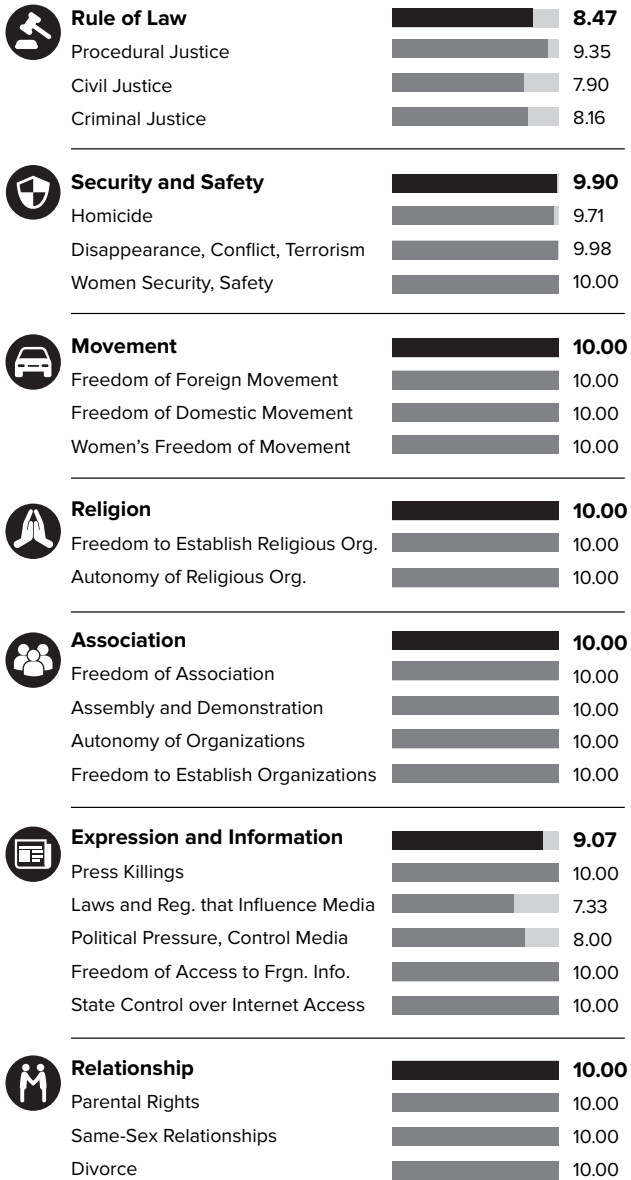 Rule of Law 8.47
Procedural Justice 9.35
Civil Justice 7.90
Criminal Justice 8.16
Security and Safety 9.90
Homicide 9.71
Disappearance, Conflict, Terrorism 9.98
Women Security, Safety 10.00
Movement 10.00
Freedom of Foreign Movement 10.00
Freedom of Domestic Movement 10.00
Women’s Freedom of Movement 10.00
Religion 10.00
Freedom to Establish Religious Org. 10.00
Autonomy of Religious Org. 10.00
Association 10.00
Freedom of Association 10.00
Assembly and Demonstration 10.00
Autonomy of Organizations 10.00
Freedom to Establish Organizations 10.00
Expression and Information 9.07
Press Killings 10.00
Laws and Reg. that Influence Media 7.33
Political Pressure, Control Media 8.00
Freedom of Access to Frgn. Info. 10.00
State Control over Internet Access 10.00
Relationship 10.00
Parental Rights 10.00
Same-Sex Relationships 10.00
Divorce 10.00